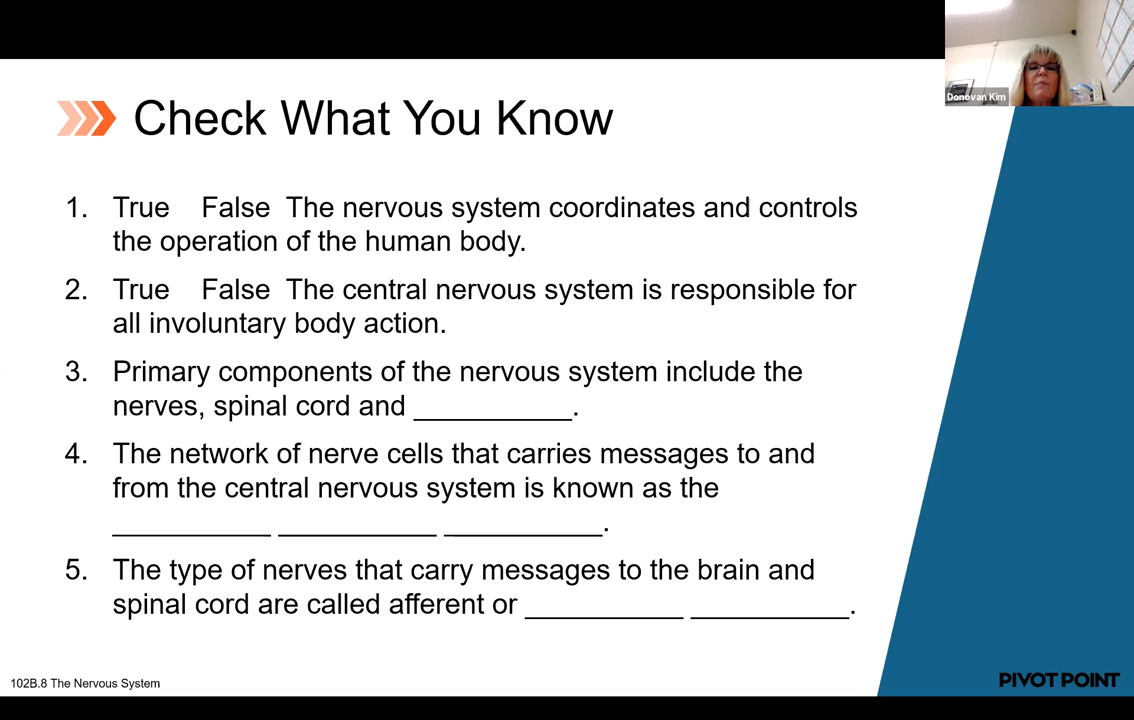 Donovan Kim
Check What You Know
1. True False The nervous system coordinates and controls
the operation of the human body.
2. True False The central nervous system is responsible for
all involuntary body action.
3. Primary components of the nervous system include the
nerves, spinal cord and __________.
4. The network of nerve cells that carries messages to and
from the central nervous system is known as the
__________ __________ __________.
5. The type of nerves that carry messages to the brain and
spinal cord are called afferent or __________ __________.
102B.8 The Nervous System
PIVOT POINT